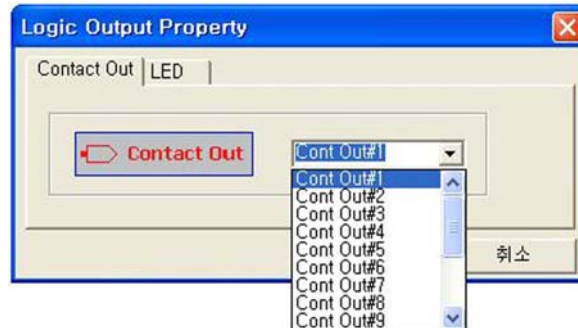 Logic Output Property
Contact Out LED
Contact Out Cont Out#1
Cont Out#1
Cont Out#2
Cont Out#3
Cont Out#4
Cont Out#5
Cont Out#6
Cont Out#7
Cont Out#8
Cont Out#9
취소